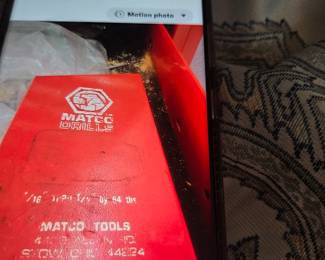 Motion photo
MATCO
DRILLS
MATCO TOOLS
STOW, OHIO 44224